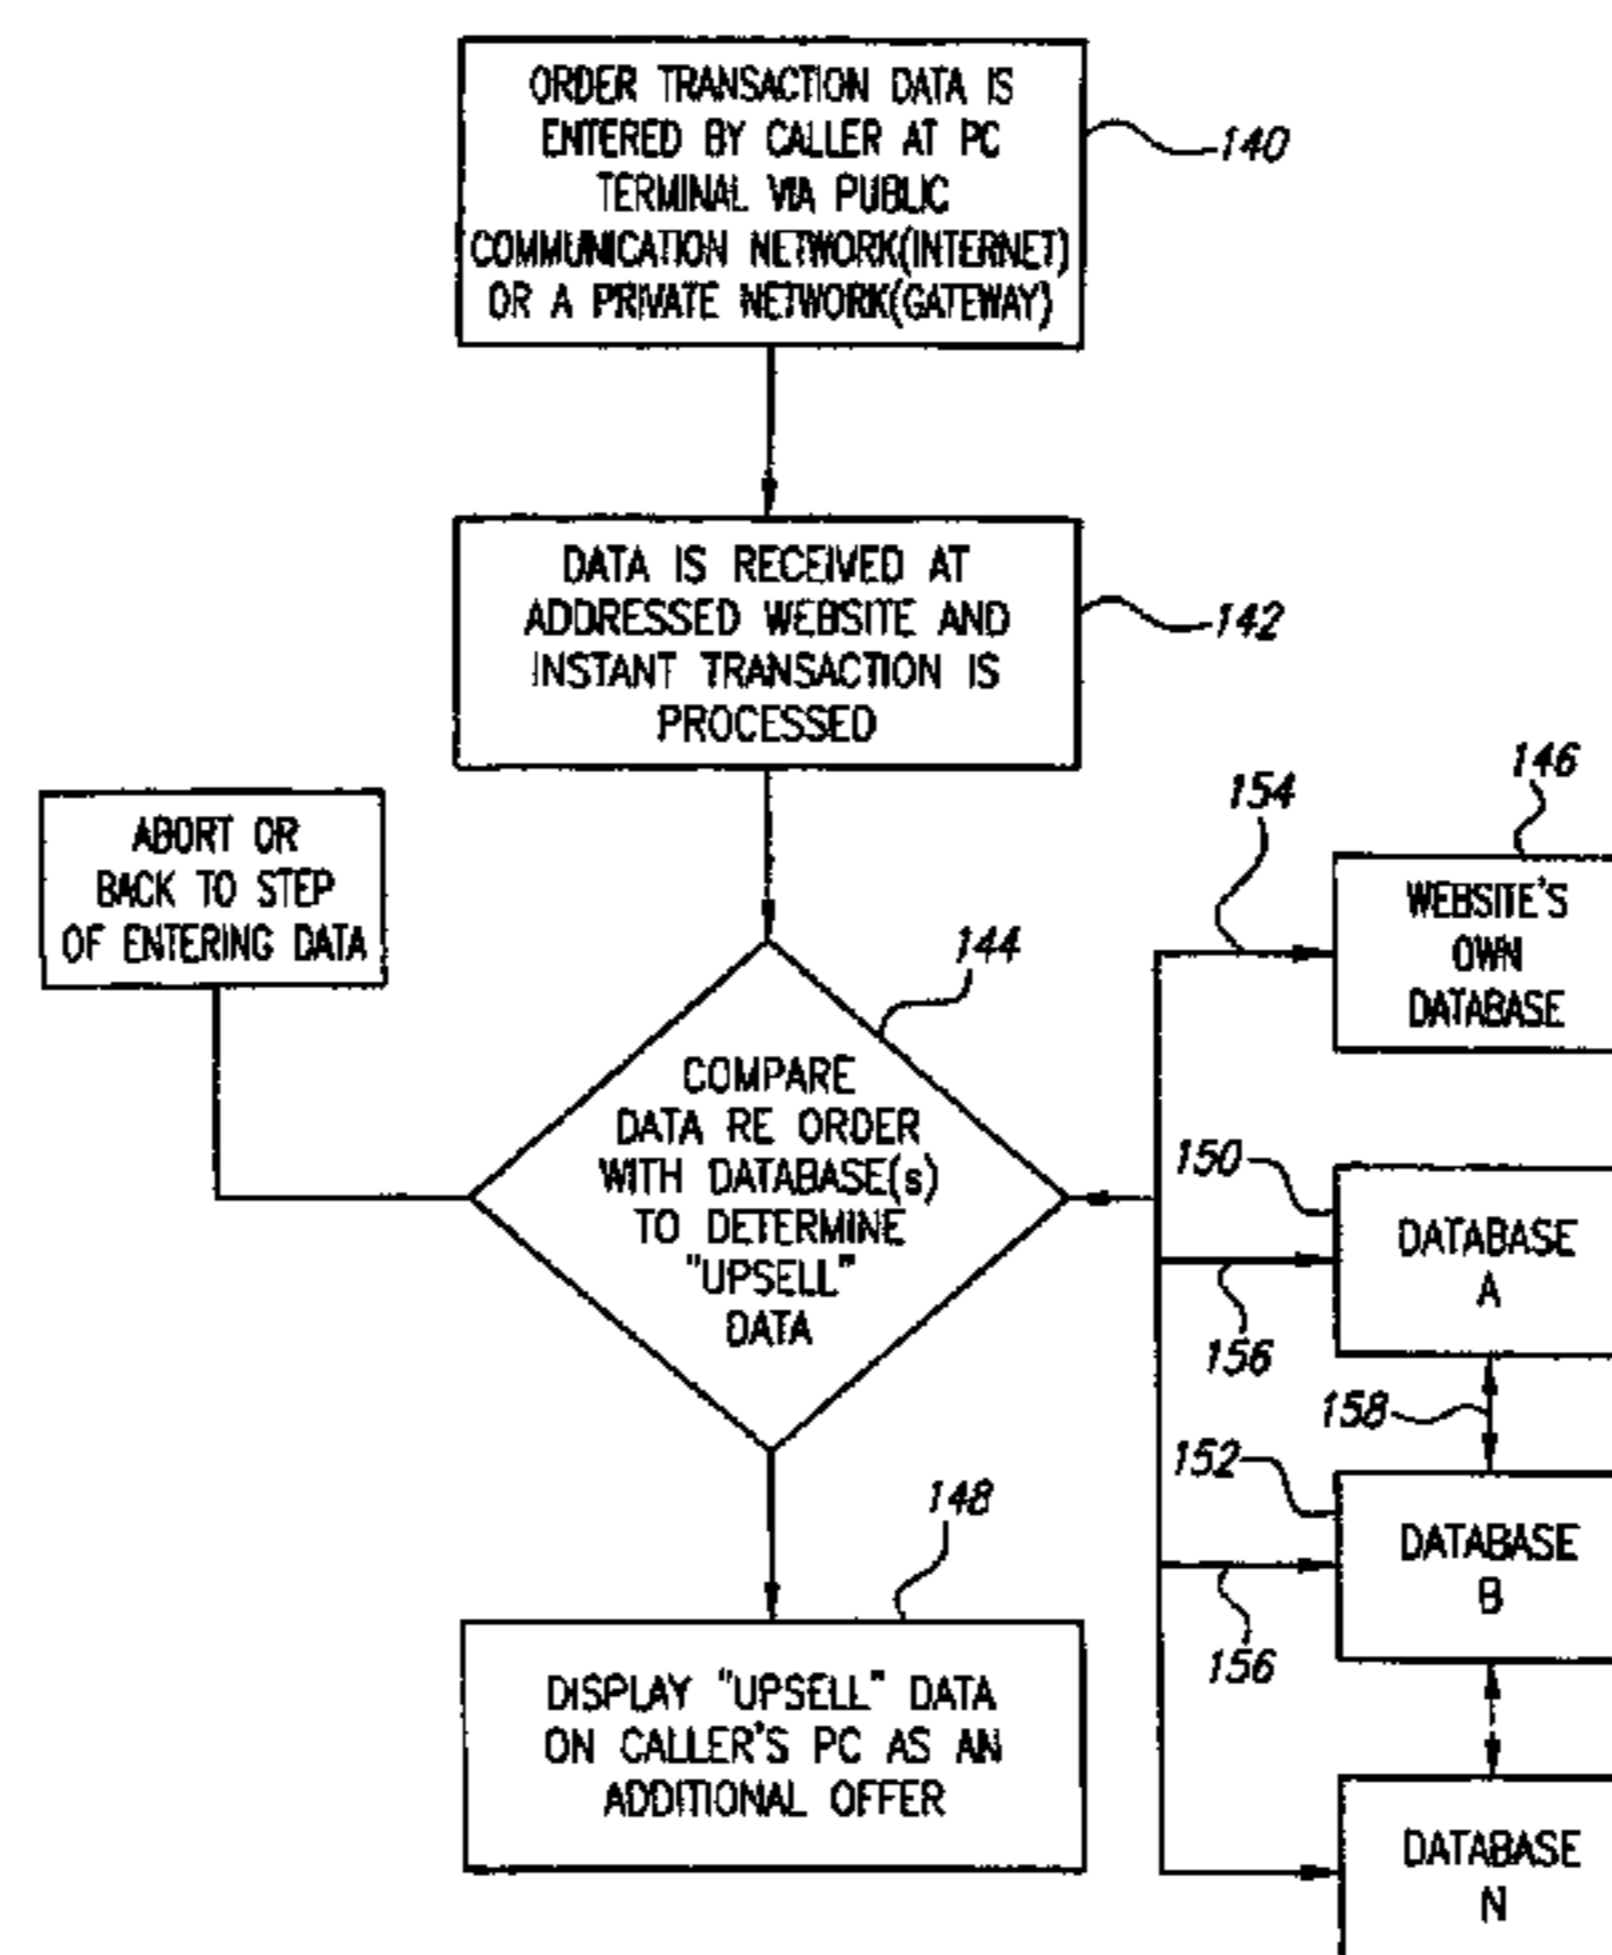 ORDER TRANSACTION DATA IS
ENTERED BY CALLER AT PC
TERMINAL VIA PUBLIC
COMMUNICATION NETWORK(INTERNET)
OR A PRIVATE NETWORK(GATEWAY)
140
DATA IS RECEIVED AT
ADDRESSED WEBSITE AND
INSTANT TRANSACTION IS
PROCESSED
142
ABORT OR
BACK TO STEP
OF ENTERING DATA
144
COMPARE
DATA RE ORDER
WITH DATABASE(s)
TO DETERMINE
"UPSELL"
DATA
154
146
WEBSITE'S
OWN
DATABASE
150
DATABASE
A
156
158
152
DATABASE
B
156
148
DISPLAY "UPSELL" DATA
ON CALLER'S PC AS AN
ADDITIONAL OFFER
DATABASE
N